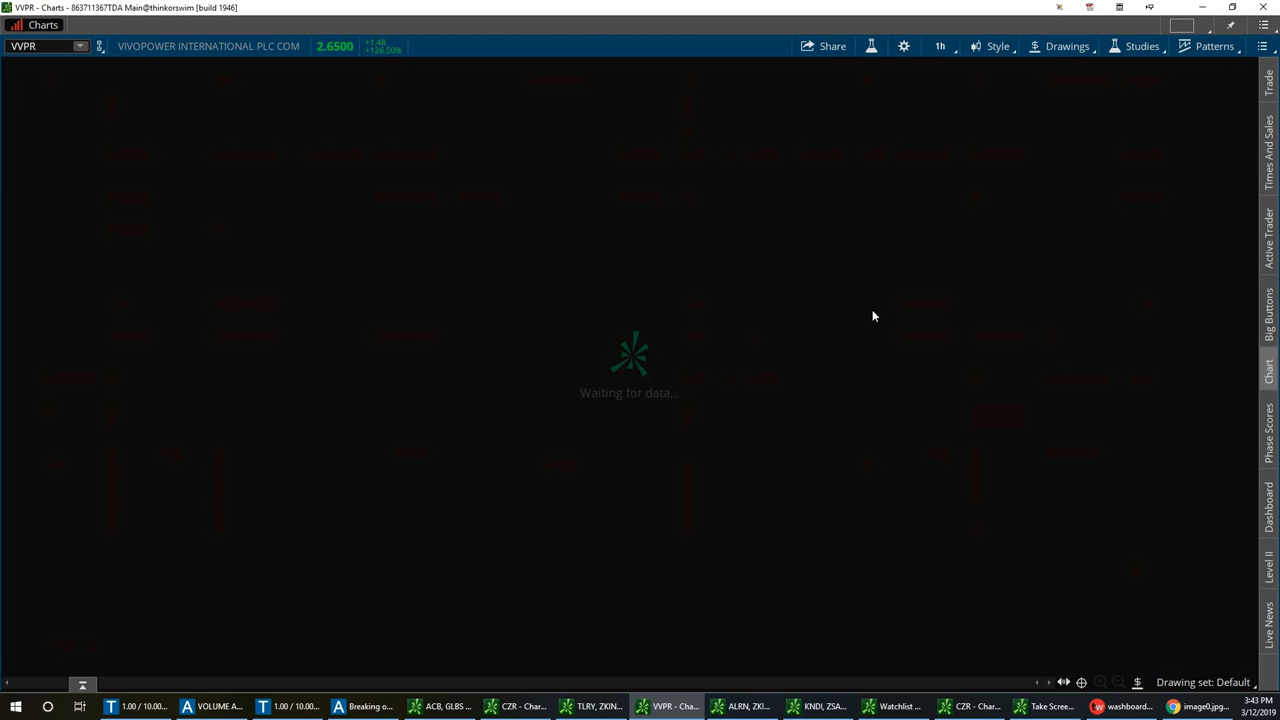 VVPR - Charts - 863711367TDA Main@thinkorswim [build 1946]
Charts
VVPR VIVOPOWER INTERNATIONAL PLC COM 2.6500 +1.48 +126.50% Share 1h Style Drawings Studies Patterns
Trade
Times And Sales
Active Trader
Big Buttons
Chart
Phase Scores
Dashboard
Level II
Live News
Waiting for data...
Drawing set: Default
1.00 / 10.00... VOLUME A... 1.00 / 10.00... Breaking o... ACB, GLBS ... CZR - Char... TLRY, ZKIN... VVPR - Cha... ALRN, ZKI... KNDI, ZSA... Watchlist ... CZR - Char... Take Scree... washboard... image0.jpg... 3:43 PM
3/12/2019